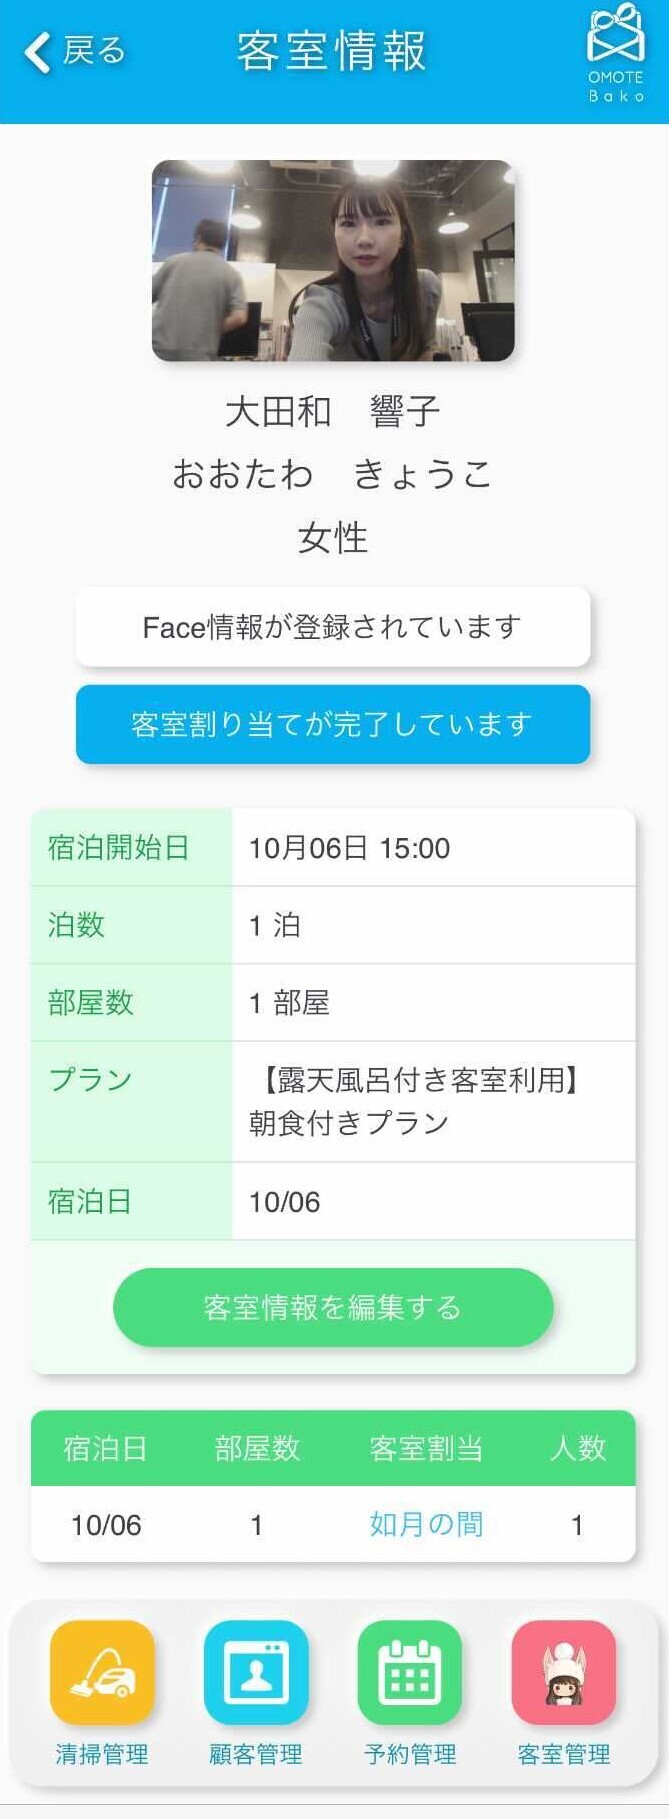 戻る
客室情報
OMOTE
Bako
大田和　響子
おおたわ　きょうこ
女性
Face情報が登録されています
客室割り当てが完了しています
宿泊開始日 10月06日 15:00
泊数 1 泊
部屋数 1 部屋
プラン 【露天風呂付き客室利用】
朝食付きプラン
宿泊日 10/06
客室情報を編集する
宿泊日 部屋数 客室割当 人数
10/06 1 如月の間 1
清掃管理 顧客管理 予約管理 客室管理